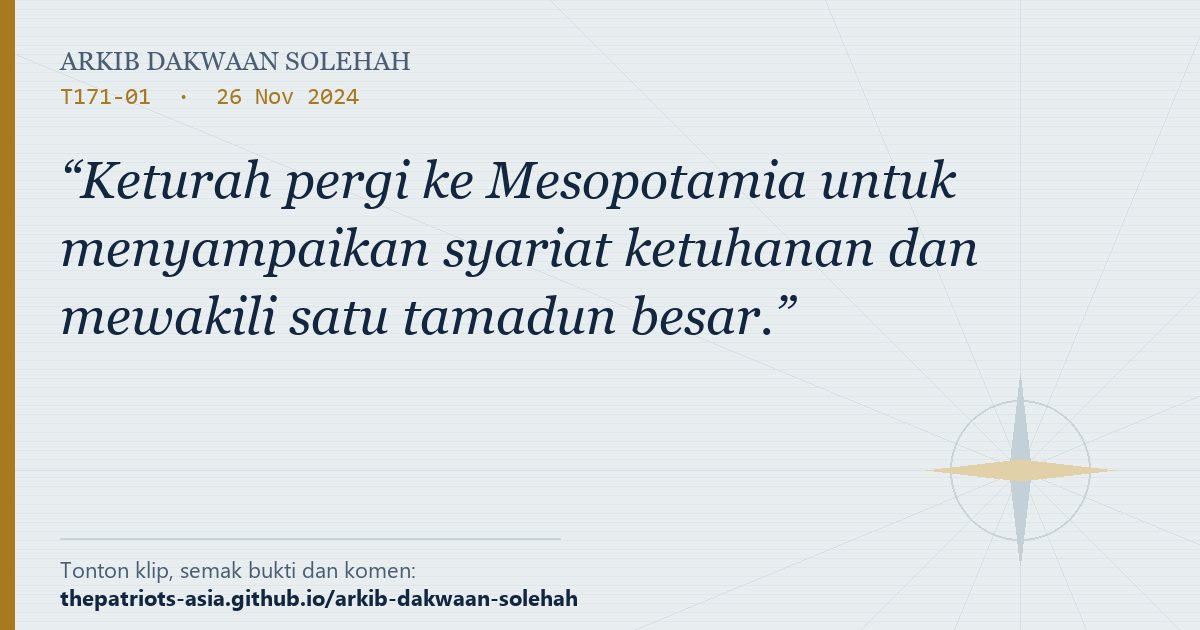 ARKIB DAKWAAN SOLEHAH
T171-01 · 26 Nov 2024
“Keturah pergi ke Mesopotamia untuk
menyampaikan syariat ketuhanan dan
mewakili satu tamadun besar.”
Tonton klip, semak bukti dan komen:
thepatriots-asia.github.io/arkib-dakwaan-solehah